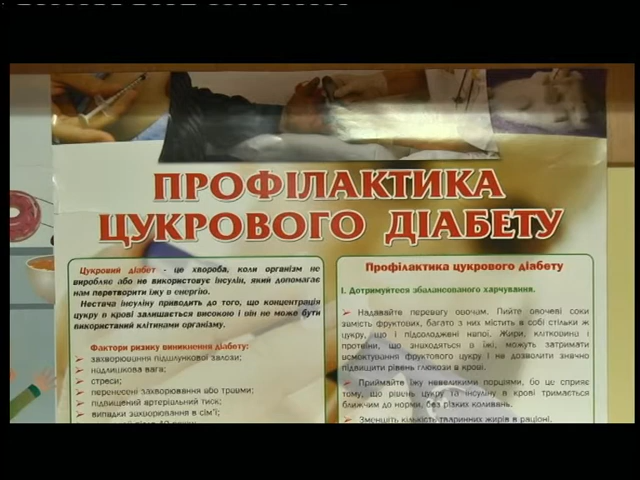 ПРОФІЛАКТИКА
ЦУКРОВОГО ДІАБЕТУ
Цукровий діабет - це хвороба, коли організм не
виробляє або не використовує інсулін, який допомагає
нам перетворити їжу в енергію.
Нестача інсуліну приводить до того, що концентрація
цукру в крові залишається високою і він не може бути
використаний клітинами організму.
Фактори ризику виникнення діабету:
захворювання підшлункової залози;
надлишкова вага;
стреси;
перенесені захворювання або травми;
підвищений артеріальний тиск;
випадки захворювання в сім'ї;
Профілактика цукрового діабету
І. Дотримуйтеся збалансованого харчування.
Надавайте перевагу овочам. Пийте овочеві соки
замість фруктових, багато з них містить в собі стільки ж
цукру, що і підсолоджені напої. Жири, клітковина і
протеїни, що знаходяться в їжі, можуть затримати
всмоктування фруктового цукру і не дозволити значно
підвищити рівень глюкози в крові.
Приймайте їжу невеликими порціями, бо це сприяє
тому, що рівень цукру та інсуліну в крові тримається
ближчим до норми, без різких коливань.
Зменшіть кількість тваринних жирів в раціоні.